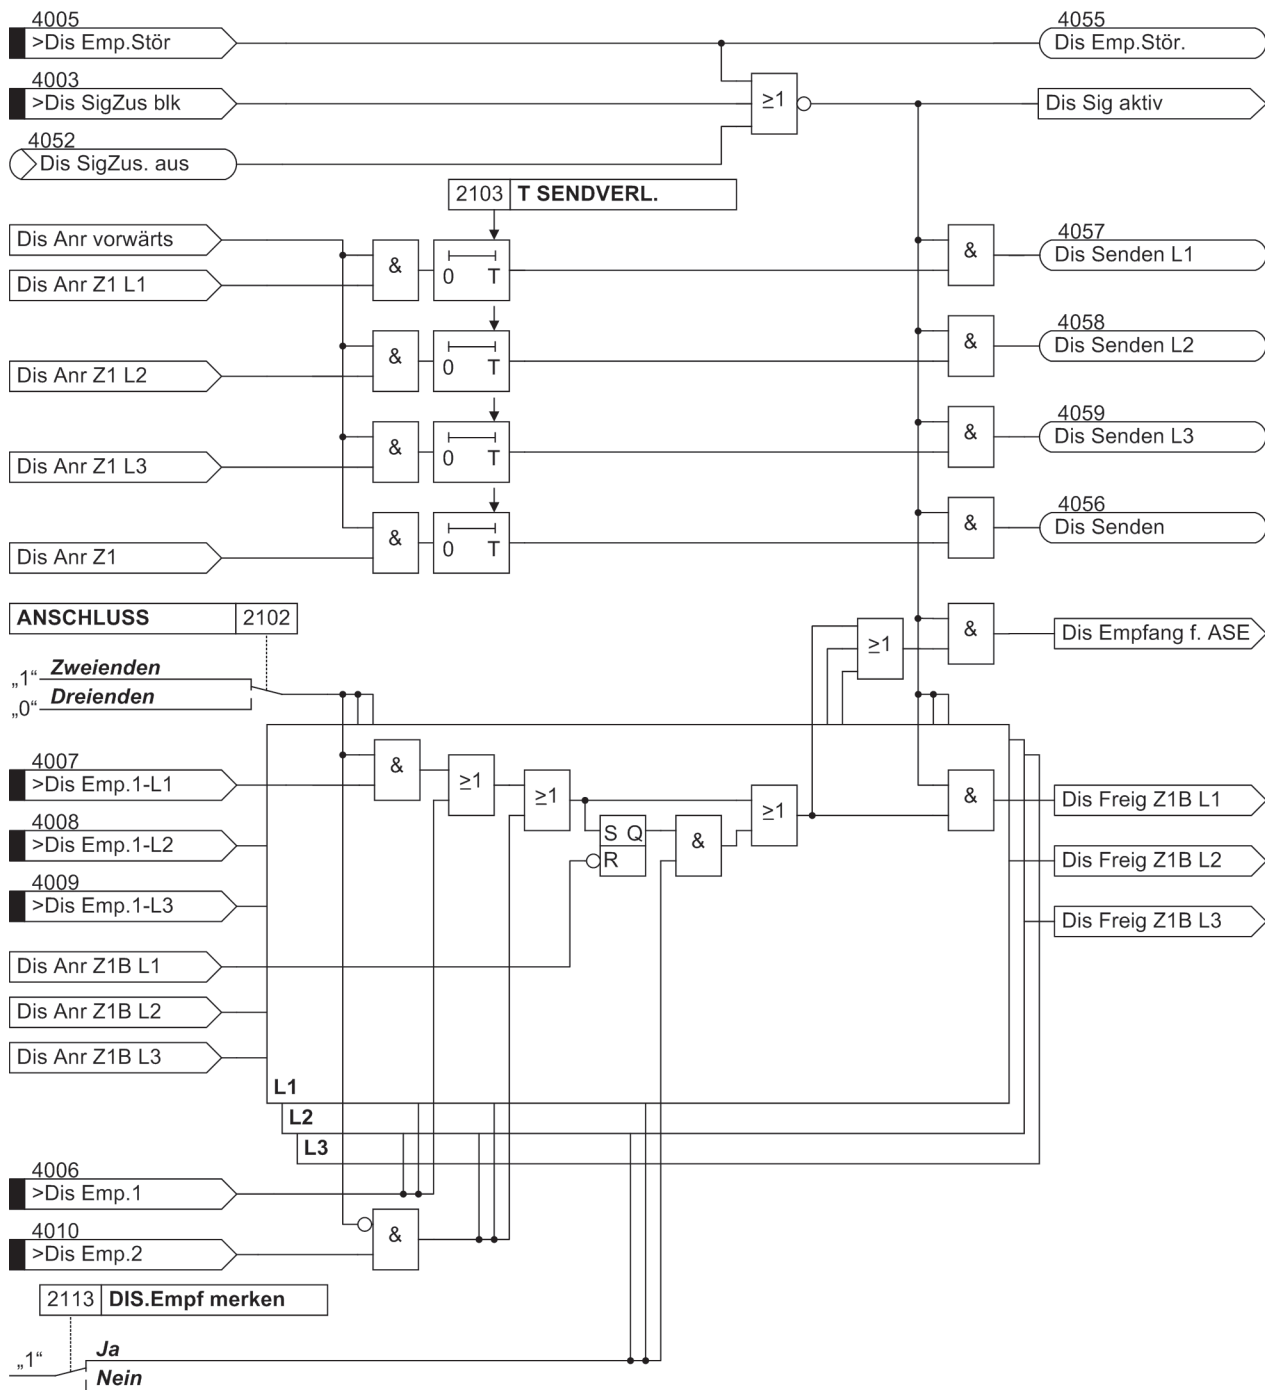 4005
>Dis Emp.Stör
4055
Dis Emp.Stör.
4003
>Dis SigZus blk
≥1
Dis Sig aktiv
4052
Dis SigZus. aus
2103 T SENDVERL.
Dis Anr vorwärts
Dis Anr Z1 L1
&
0 T
&
4057
Dis Senden L1
Dis Anr Z1 L2
&
0 T
&
4058
Dis Senden L2
Dis Anr Z1 L3
&
0 T
&
4059
Dis Senden L3
Dis Anr Z1
&
0 T
&
4056
Dis Senden
ANSCHLUSS 2102
≥1
&
Dis Empfang f. ASE
„1“ Zweienden
„0“ Dreienden
4007
>Dis Emp.1-L1
&
≥1
≥1
≥1
&
Dis Freig Z1B L1
4008
>Dis Emp.1-L2
S Q
R
&
Dis Freig Z1B L2
4009
>Dis Emp.1-L3
Dis Freig Z1B L3
Dis Anr Z1B L1
Dis Anr Z1B L2
Dis Anr Z1B L3
L1
L2
L3
4006
>Dis Emp.1
4010
>Dis Emp.2
&
2113 DIS.Empf merken
„1“
Ja
Nein